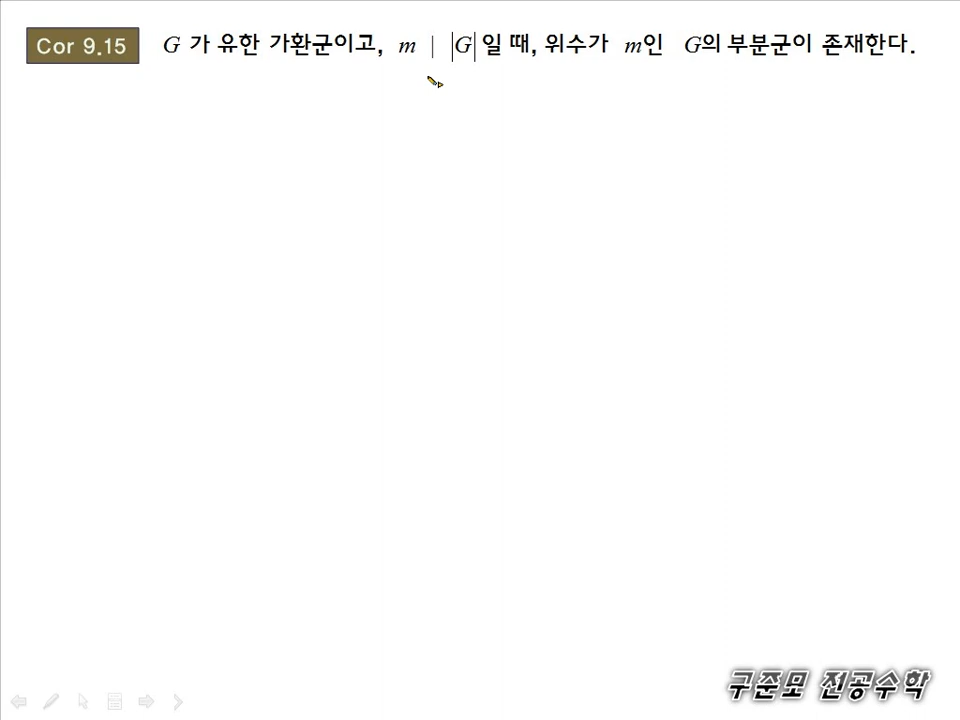 Cor 9.15 G 가 유한 가환군이고, m | |G| 일 때, 위수가 m인 G의 부분군이 존재한다.
구준모 전공수학